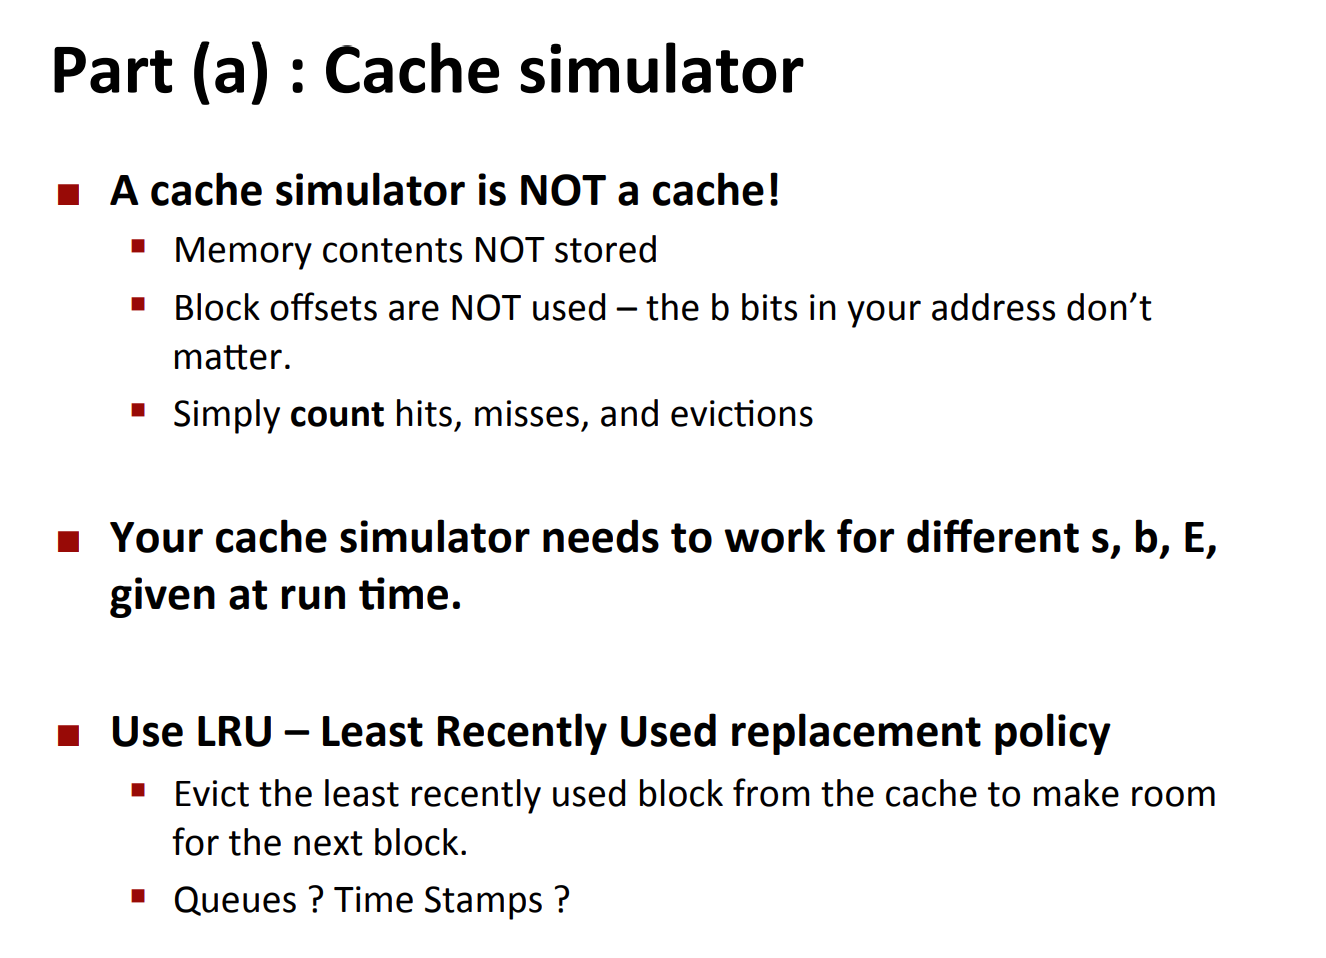 Part (a) : Cache simulator
A cache simulator is NOT a cache!
Memory contents NOT stored
Block offsets are NOT used – the b bits in your address don’t
matter.
Simply count hits, misses, and evictions
Your cache simulator needs to work for different s, b, E,
given at run time.
Use LRU – Least Recently Used replacement policy
Evict the least recently used block from the cache to make room
for the next block.
Queues ? Time Stamps ?